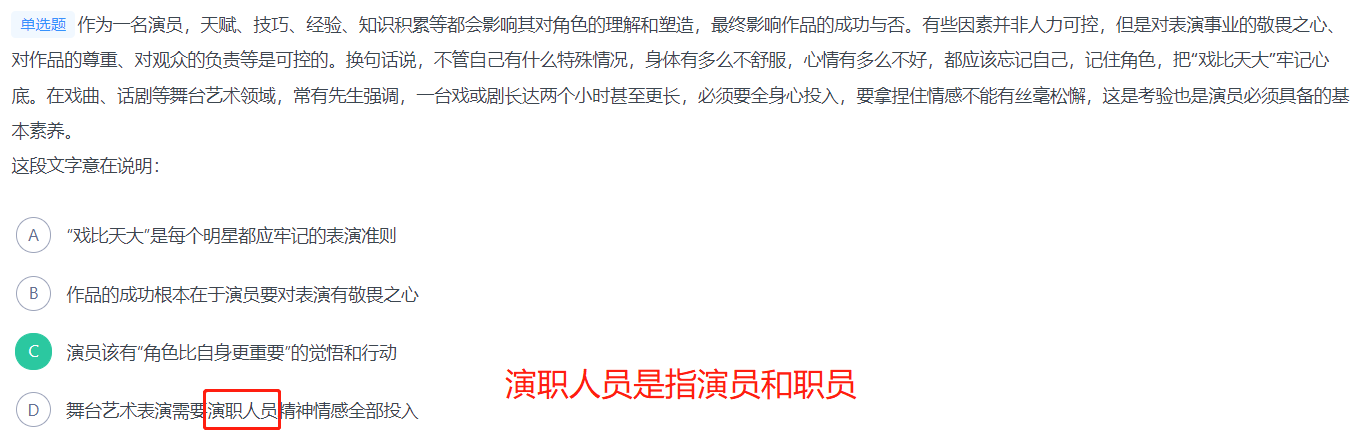 单选题 作为一名演员，天赋、技巧、经验、知识积累等都会影响其对角色的理解和塑造，最终影响作品的成功与否。有些因素并非人力可控，但是对表演事业的敬畏之心、
对作品的尊重、对观众的负责等是可控的。换句话说，不管自己有什么特殊情况，身体有多么不舒服，心情有多么不好，都应该忘记自己，记住角色，把“戏比天大”牢记心
底。在戏曲、话剧等舞台艺术领域，常有先生强调，一台戏或剧长达两个小时甚至更长，必须要全身心投入，要拿捏住情感不能有丝毫松懈，这是考验也是演员必须具备的基
本素养。
这段文字意在说明：
A “戏比天大”是每个明星都应牢记的表演准则
B 作品的成功根本在于演员要对表演有敬畏之心
C 演员该有“角色比自身更重要”的觉悟和行动
演职人员是指演员和职员
D 舞台艺术表演需要演职人员精神情感全部投入